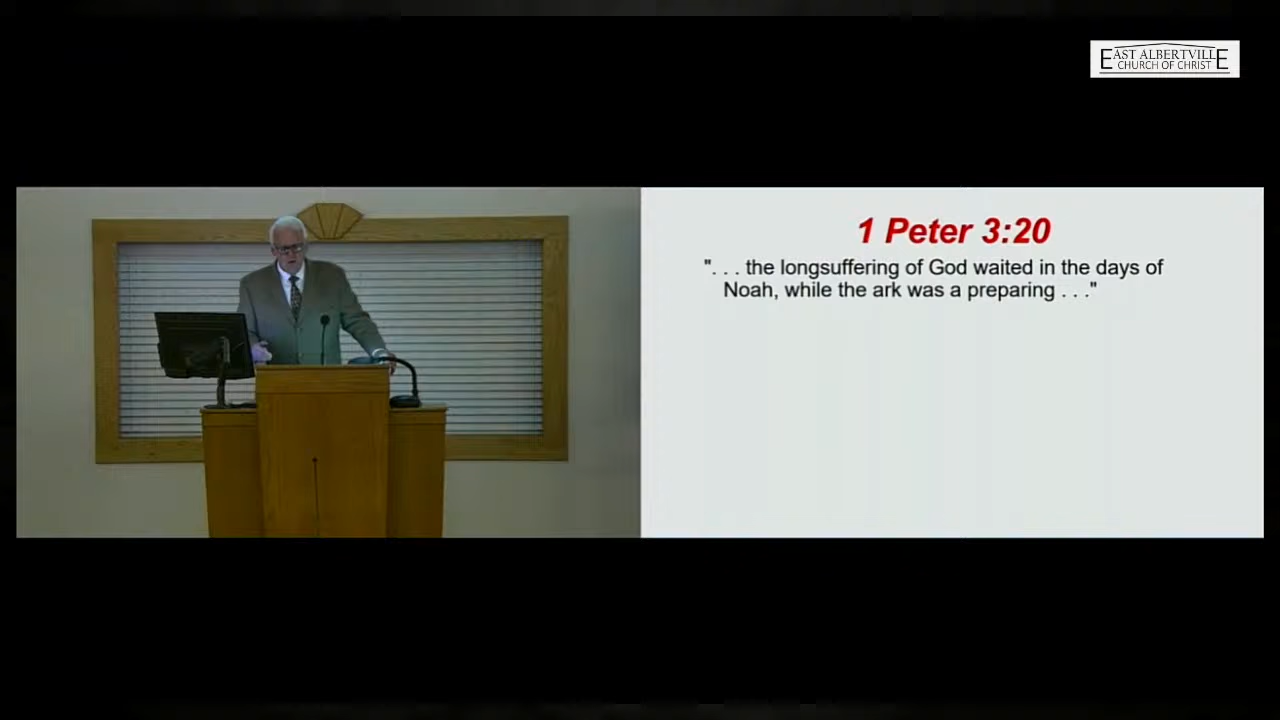 EAST ALBERTVILLE
CHURCH OF CHRIST
1 Peter 3:20
". . . the longsuffering of God waited in the days of
Noah, while the ark was a preparing . . ."